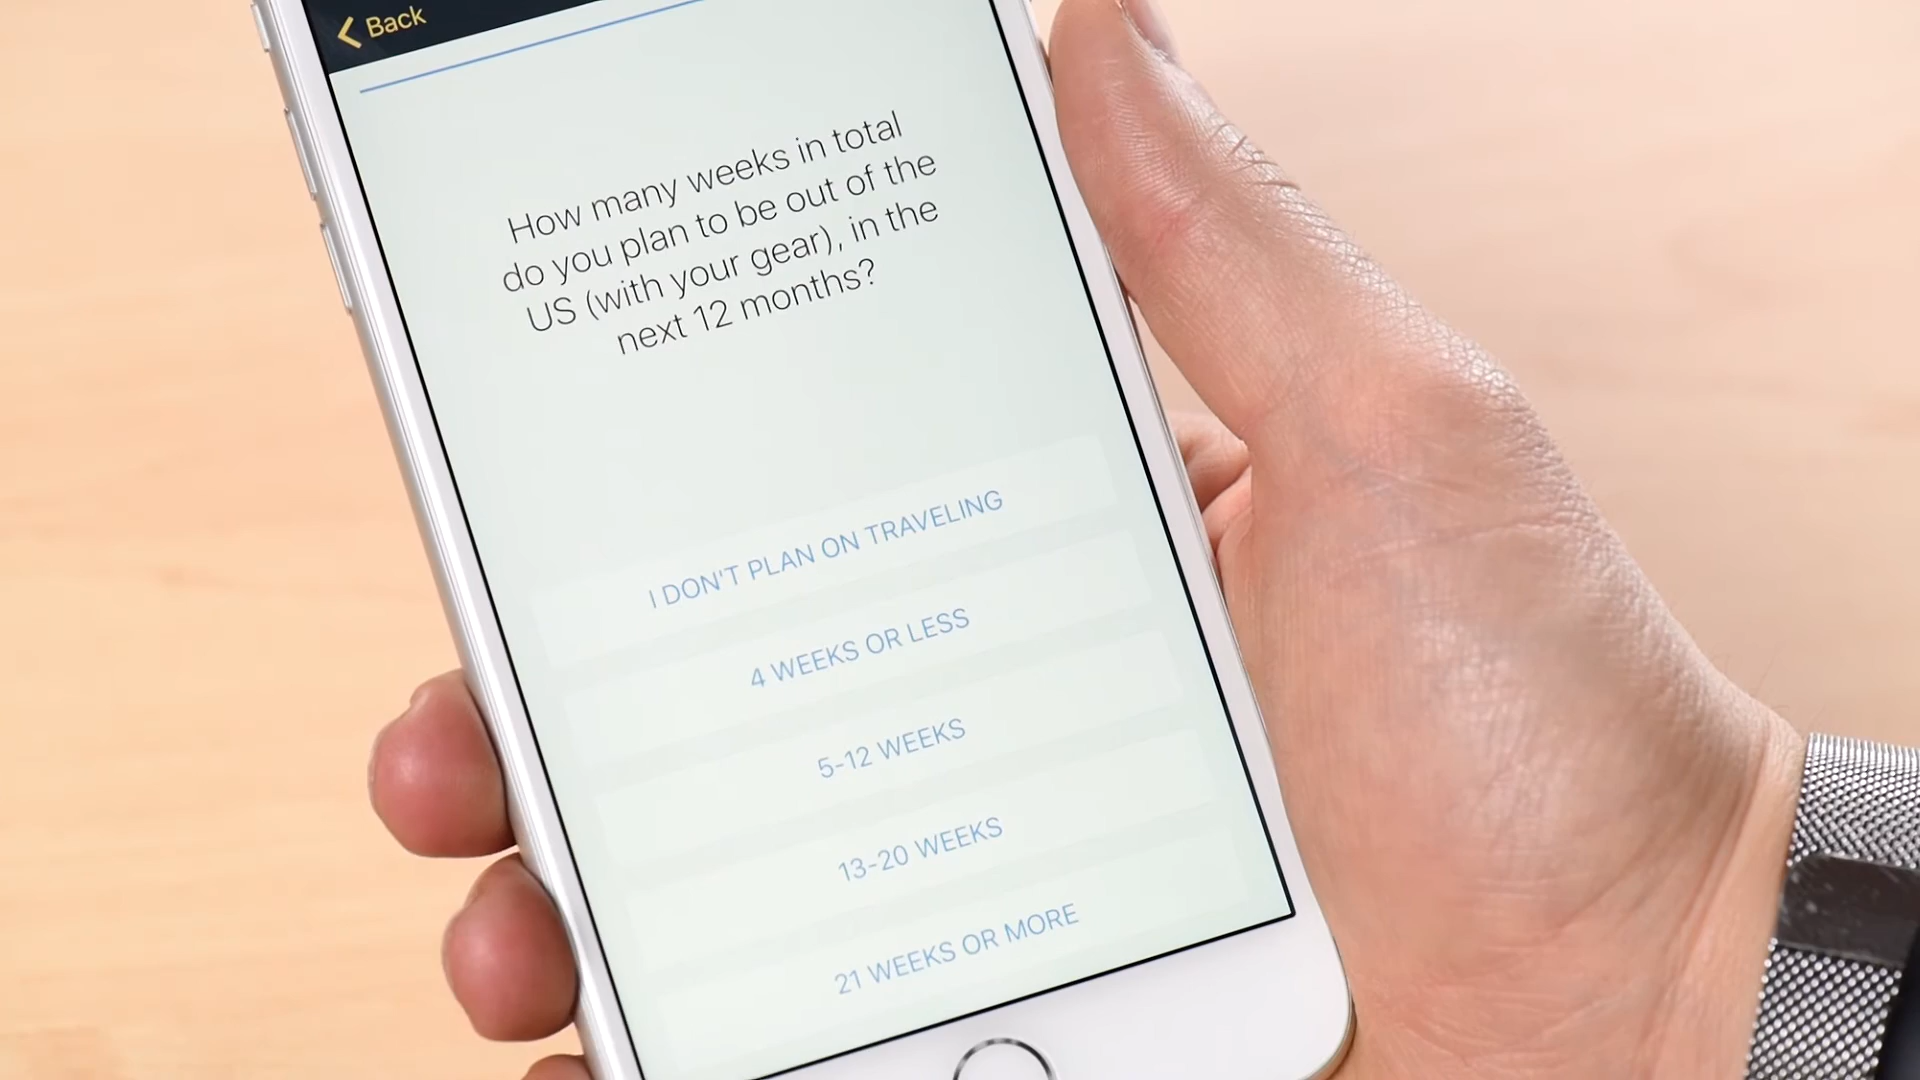 Back
How many weeks in total
do you plan to be out of the
US (with your gear), in the
next 12 months?
I DON'T PLAN ON TRAVELING
4 WEEKS OR LESS
5-12 WEEKS
13-20 WEEKS
21 WEEKS OR MORE